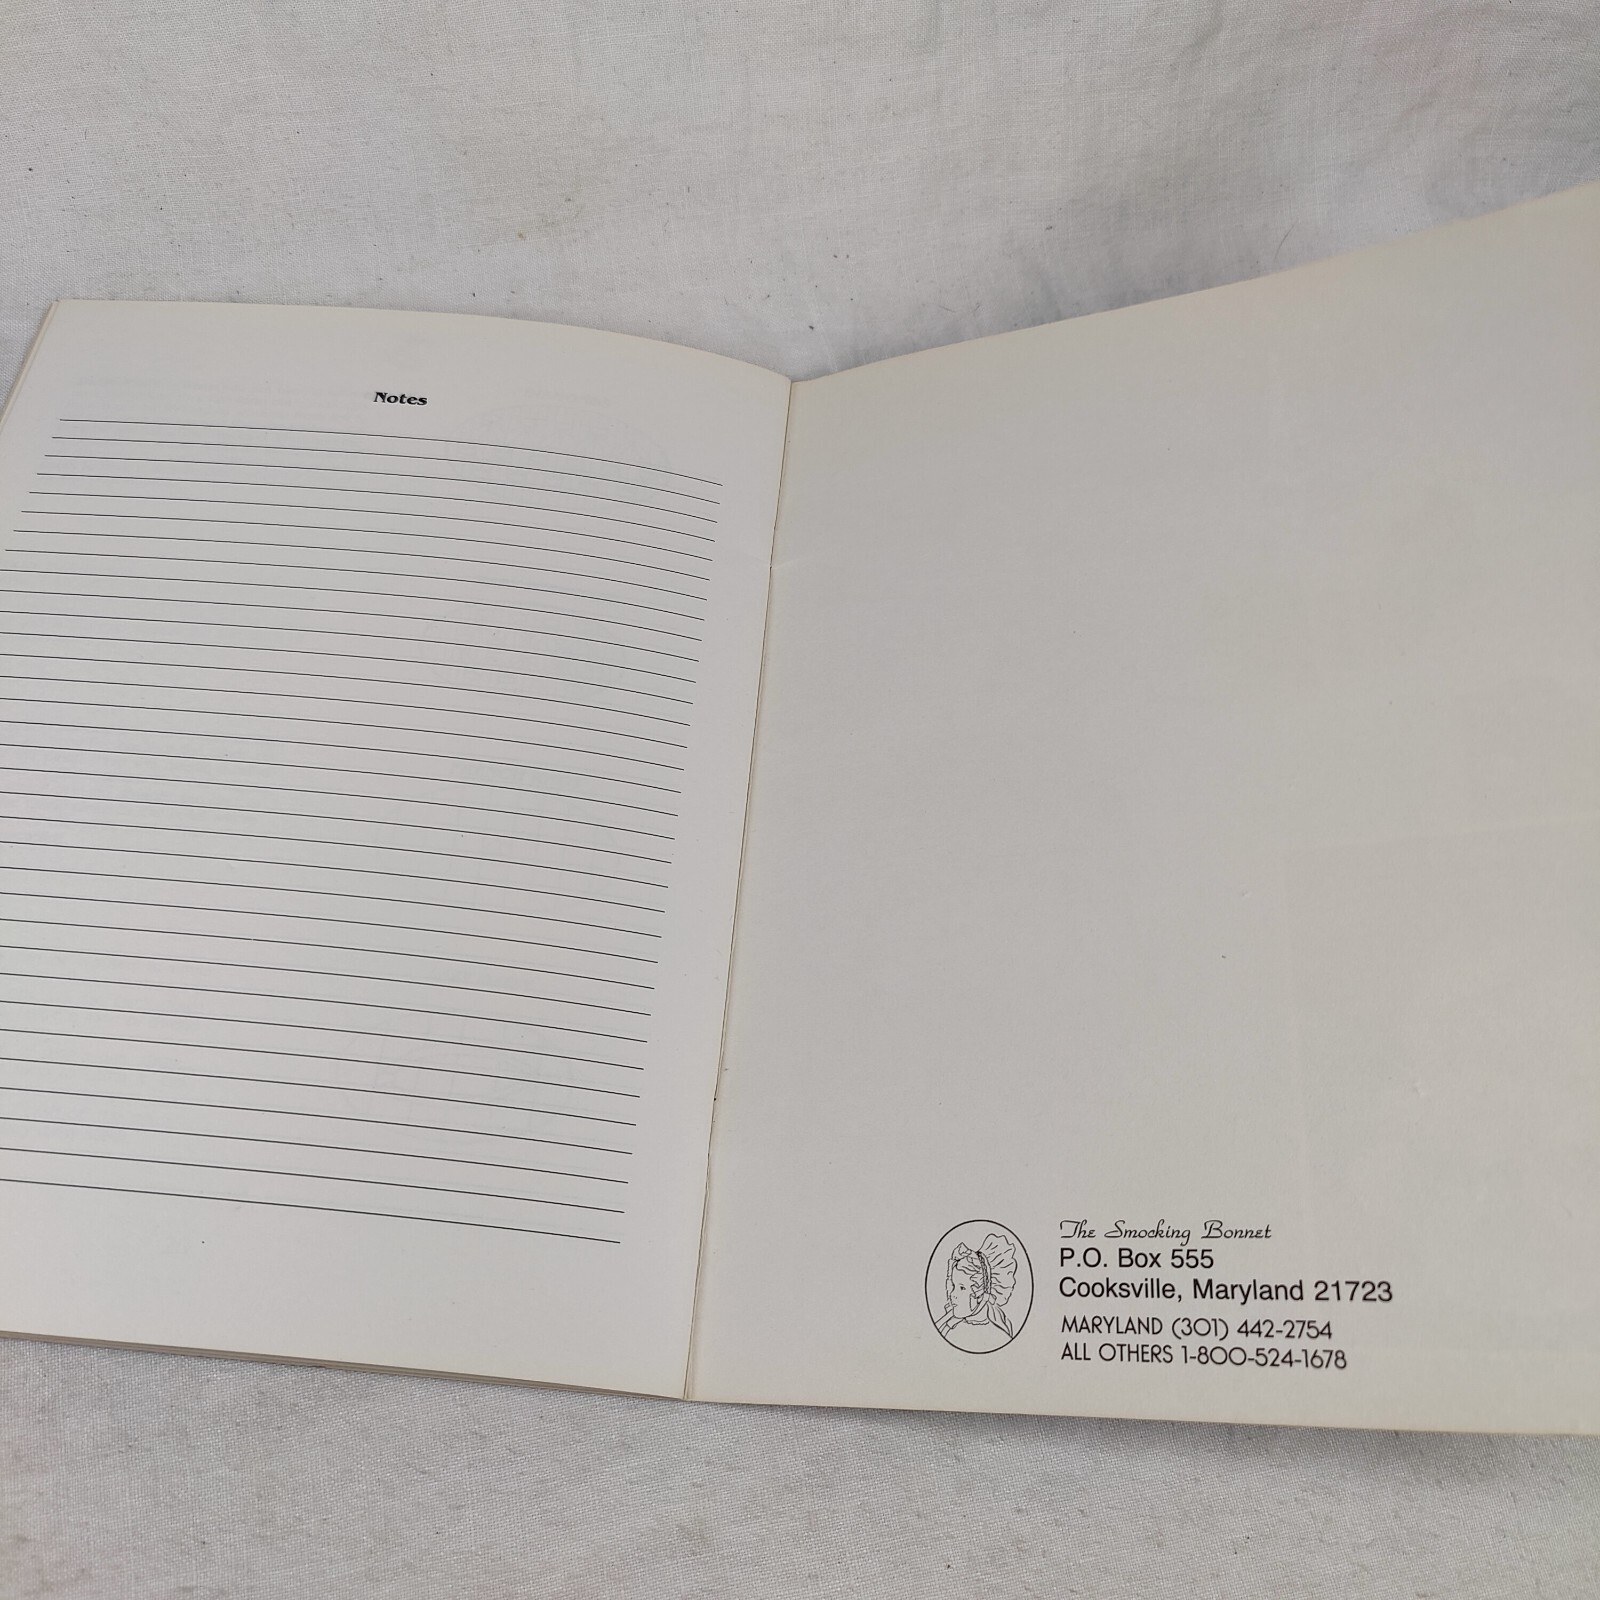 Notes
The Smocking Bonnet
P.O. Box 555
Cooksville, Maryland 21723
MARYLAND (301) 442-2754
ALL OTHERS 1-800-524-1678